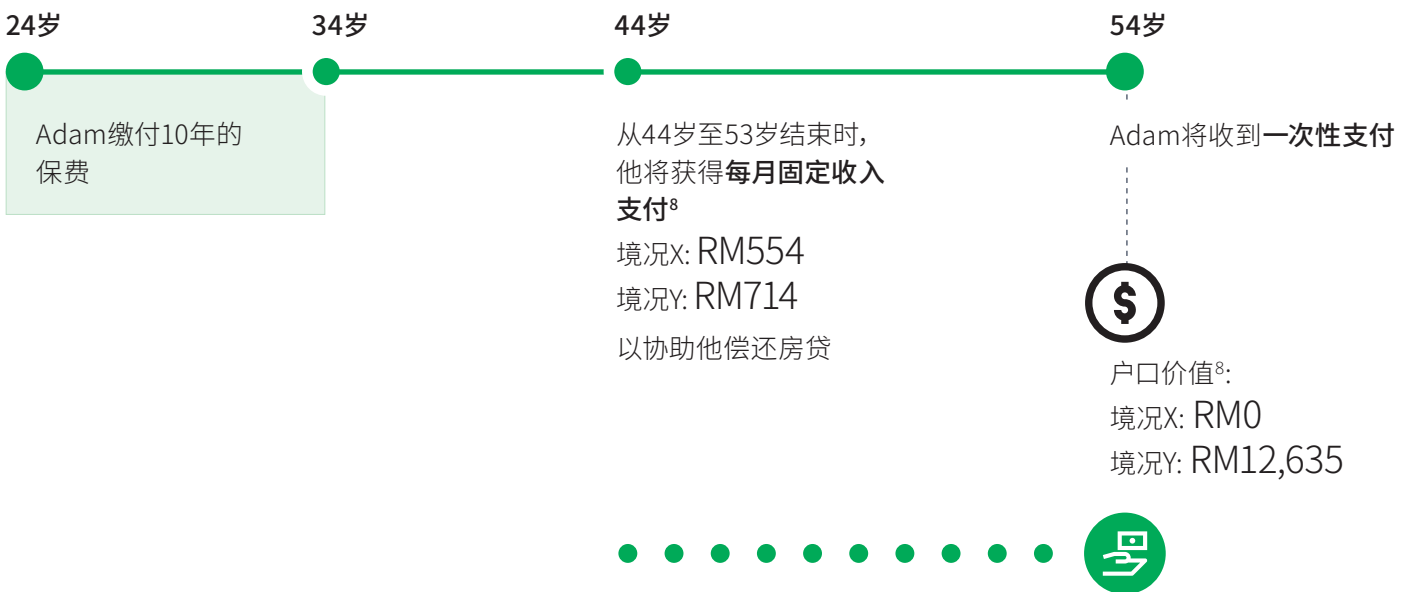 24岁
34岁
44岁
54岁
Adam缴付10年的
保费
从44岁至53岁结束时,
他将获得每月固定收入
支付⁸
境况X: RM554
境况Y: RM714
以协助他偿还房贷
Adam将收到一次性支付
$
户口价值⁸:
境况X: RM0
境况Y: RM12,635